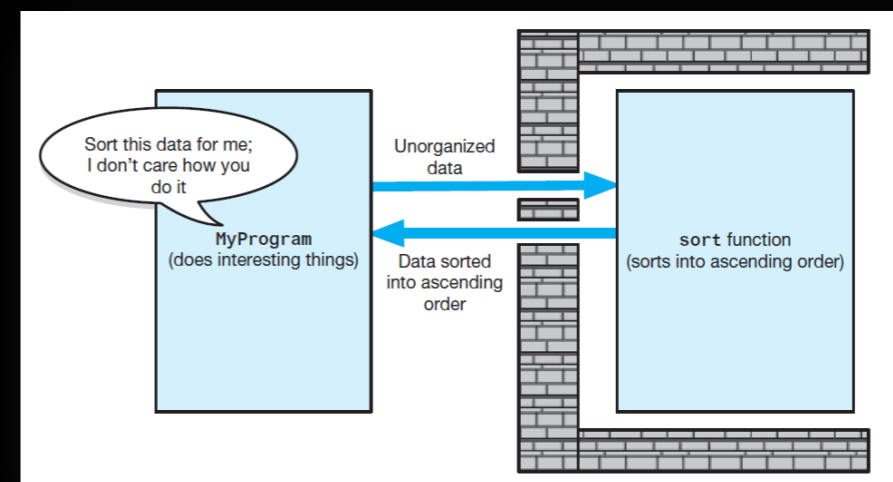 Sort this data for me;
I don't care how you
do it
MyProgram
(does interesting things)
Unorganized
data
Data sorted
into ascending
order
sort function
(sorts into ascending order)